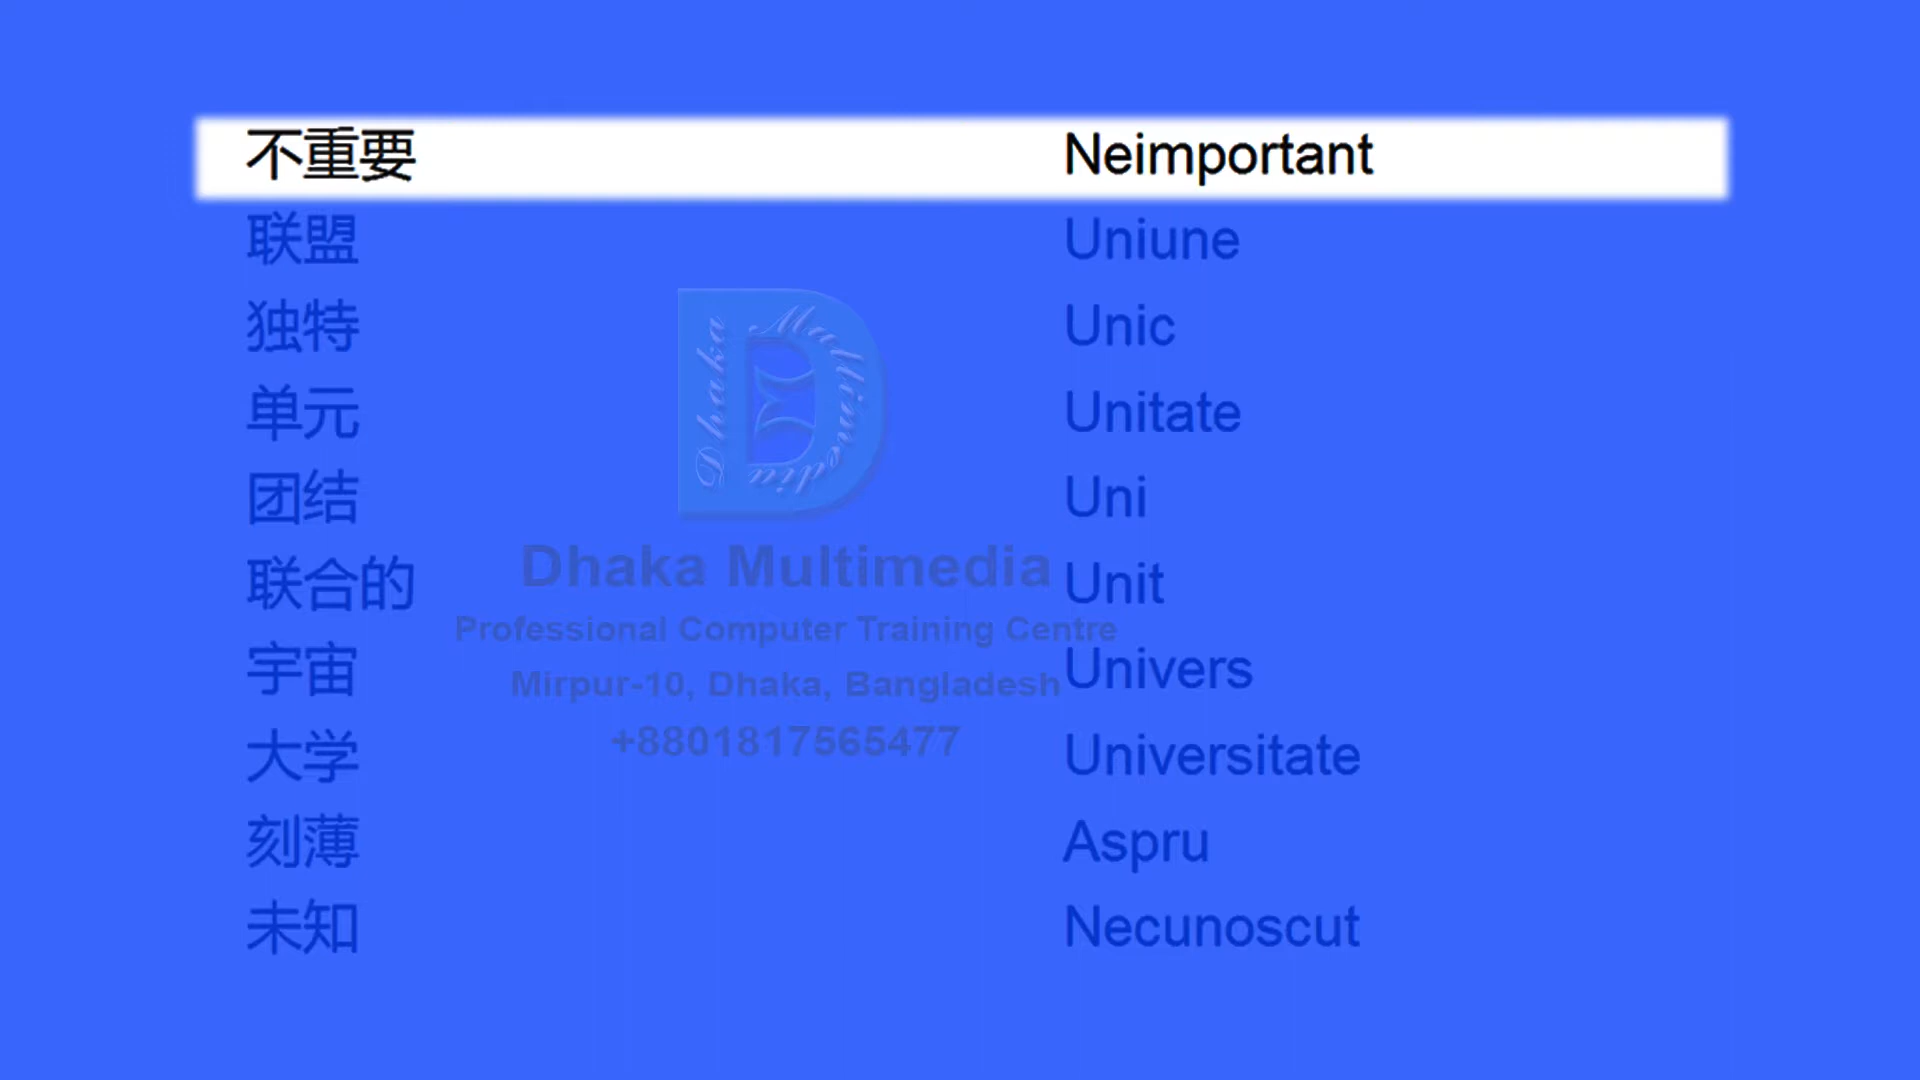 不重要 Neimportant
联盟 Uniune
独特 Unic
单元 Unitate
团结 Uni
联合的 Unit
宇宙 Univers
大学 Universitate
刻薄 Aspru
未知 Necunoscut
Dhaka Multimedia
Dhaka Multimedia
Professional Computer Training Centre
Mirpur-10, Dhaka, Bangladesh
+8801817565477